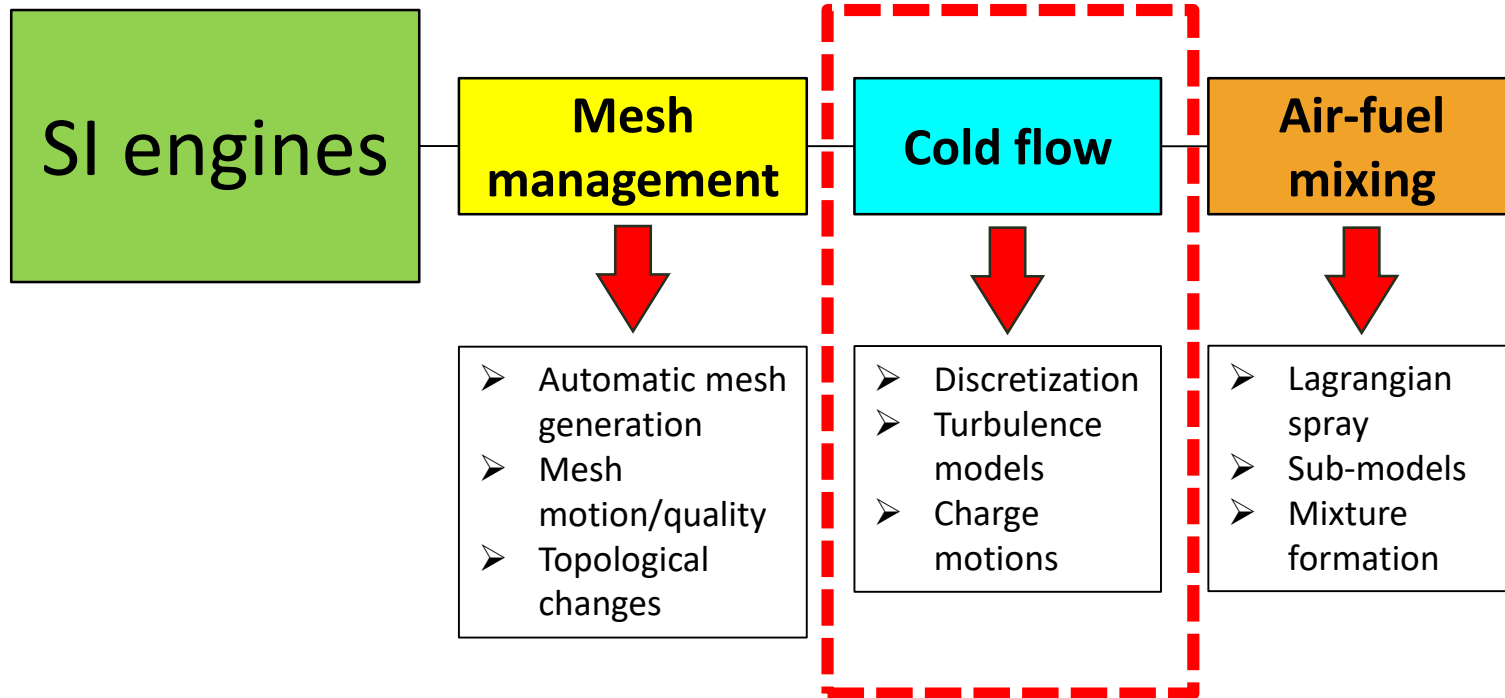 SI engines
Mesh
management
Cold flow
Air-fuel
mixing
➢ Automatic mesh
generation
➢ Mesh
motion/quality
➢ Topological
changes
➢ Discretization
➢ Turbulence
models
➢ Charge
motions
➢ Lagrangian
spray
➢ Sub-models
➢ Mixture
formation